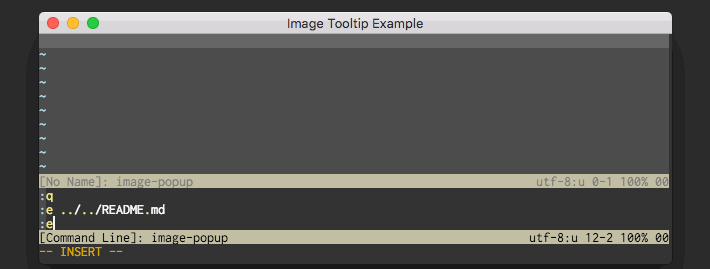 Image Tooltip Example
~
~
~
~
~
~
~
~
~
[No Name]: image-popup utf-8:u 0-1 100% 00
:q
:e ../../README.md
:e
[Command Line]: image-popup utf-8:u 12-2 100% 00
-- INSERT --